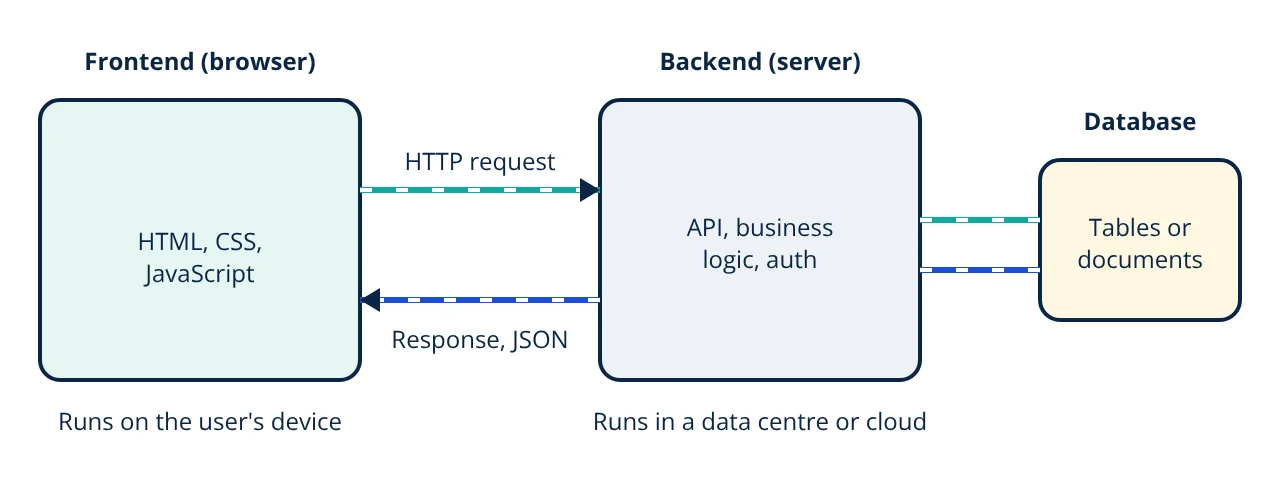 Frontend (browser)
Backend (server)
Database
HTTP request
HTML, CSS,
JavaScript
API, business
logic, auth
Tables or
documents
Response, JSON
Runs on the user's device
Runs in a data centre or cloud